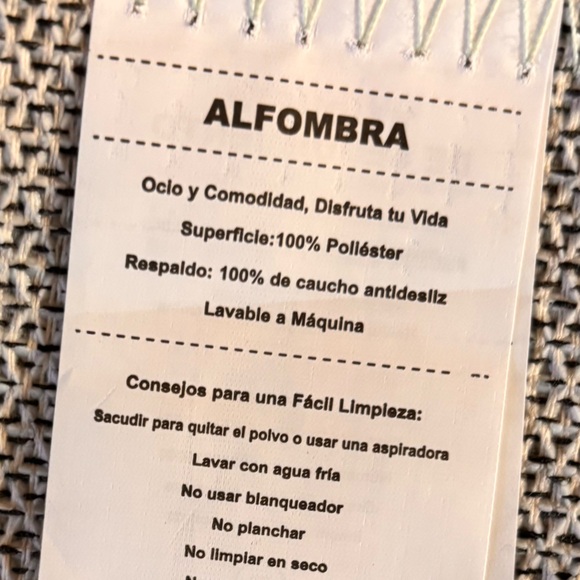 ALFOMBRA
Ocio y Comodidad, Disfruta tu Vida
Superficie:100% Poliéster
Respaldo: 100% de caucho antidesliz
Lavable a Máquina
Consejos para una Fácil Limpieza:
Sacudir para quitar el polvo o usar una aspiradora
Lavar con agua fría
No usar blanqueador
No planchar
No limpiar en seco